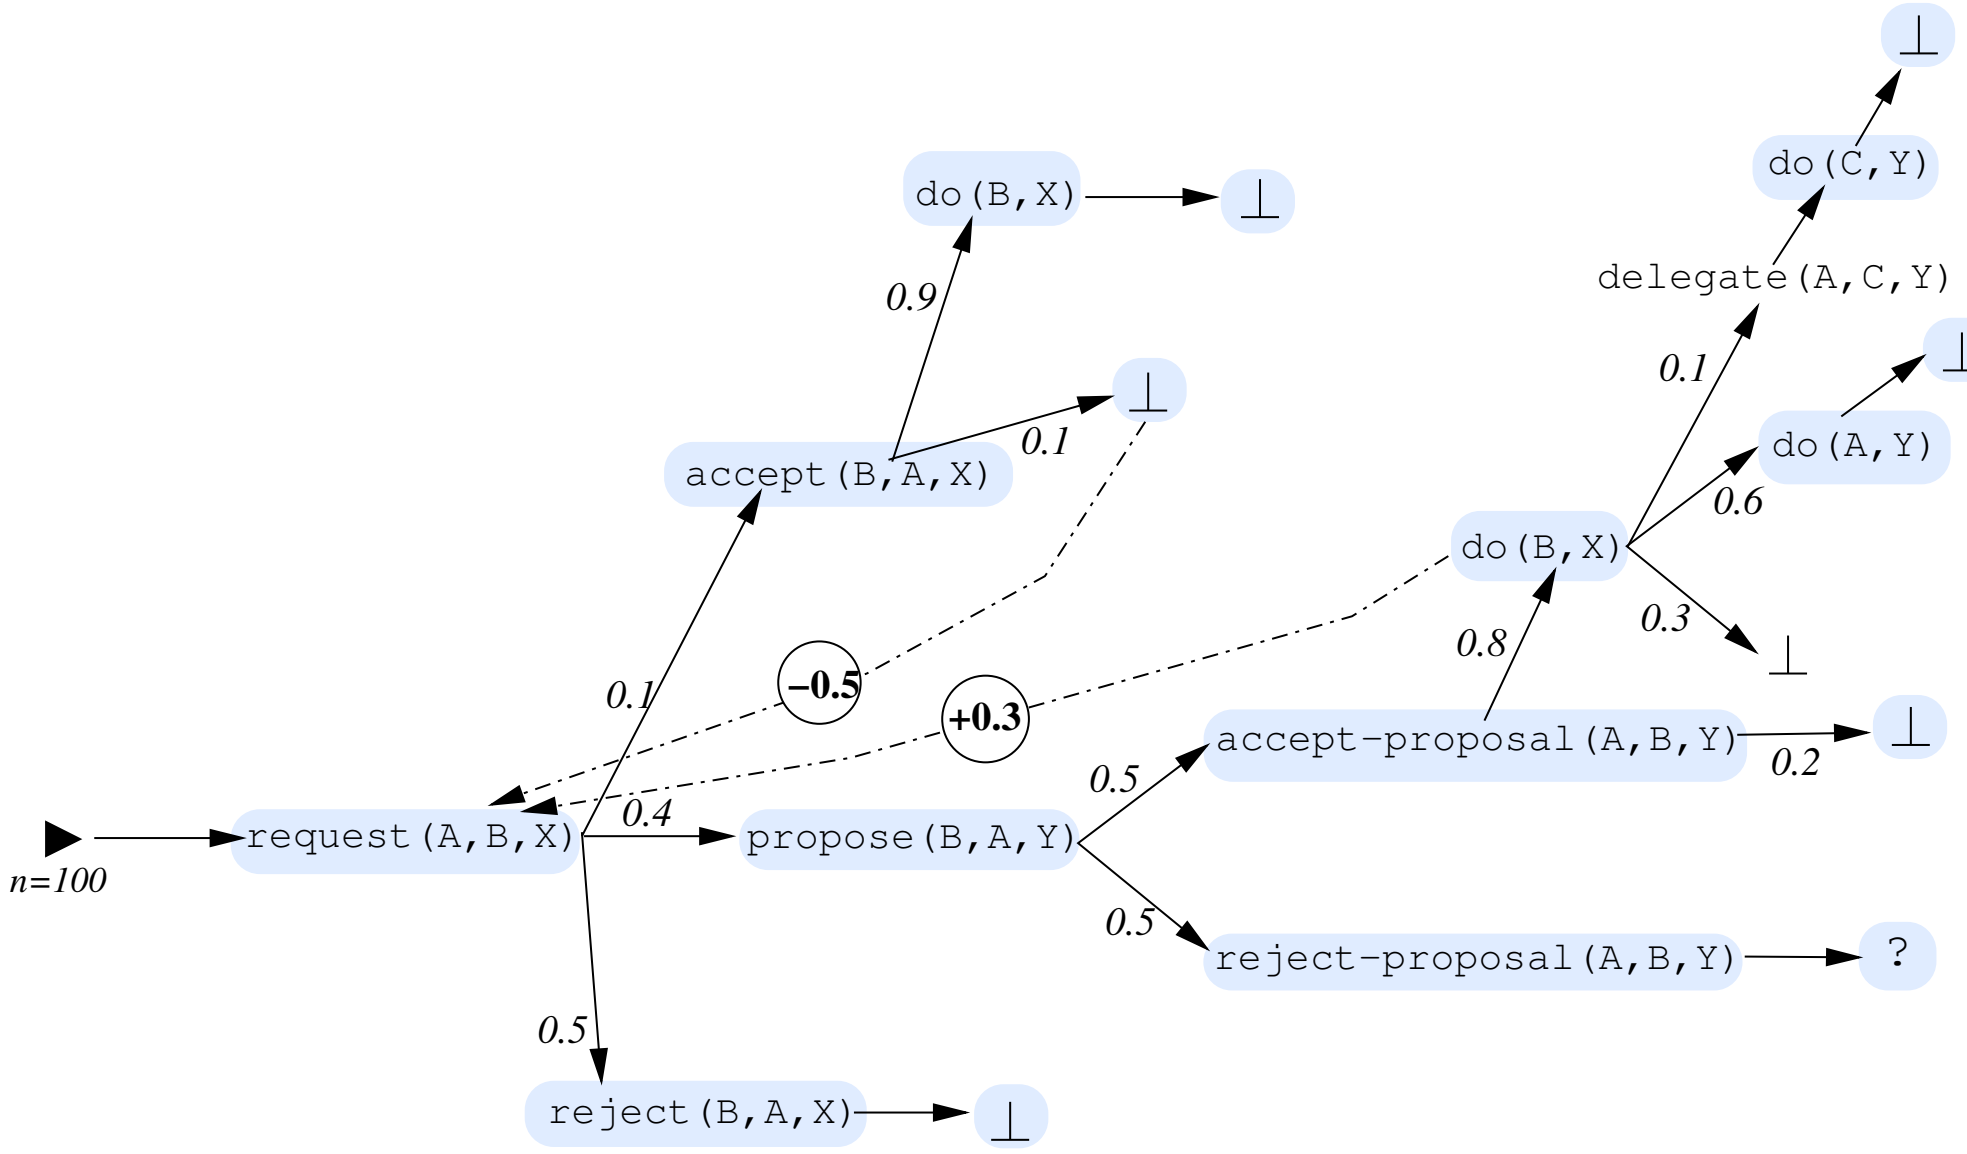 ⊥
do(C,Y)
do(B,X)
⊥
delegate(A,C,Y)
0.9
0.1
⊥
⊥
0.1
do(A,Y)
accept(B,A,X)
0.6
do(B,X)
0.3
0.8
⊥
−0.5
0.1
+0.3
accept−proposal(A,B,Y)
⊥
0.2
0.5
0.4
request(A,B,X)
propose(B,A,Y)
n=100
0.5
reject−proposal(A,B,Y)
?
0.5
reject(B,A,X)
⊥